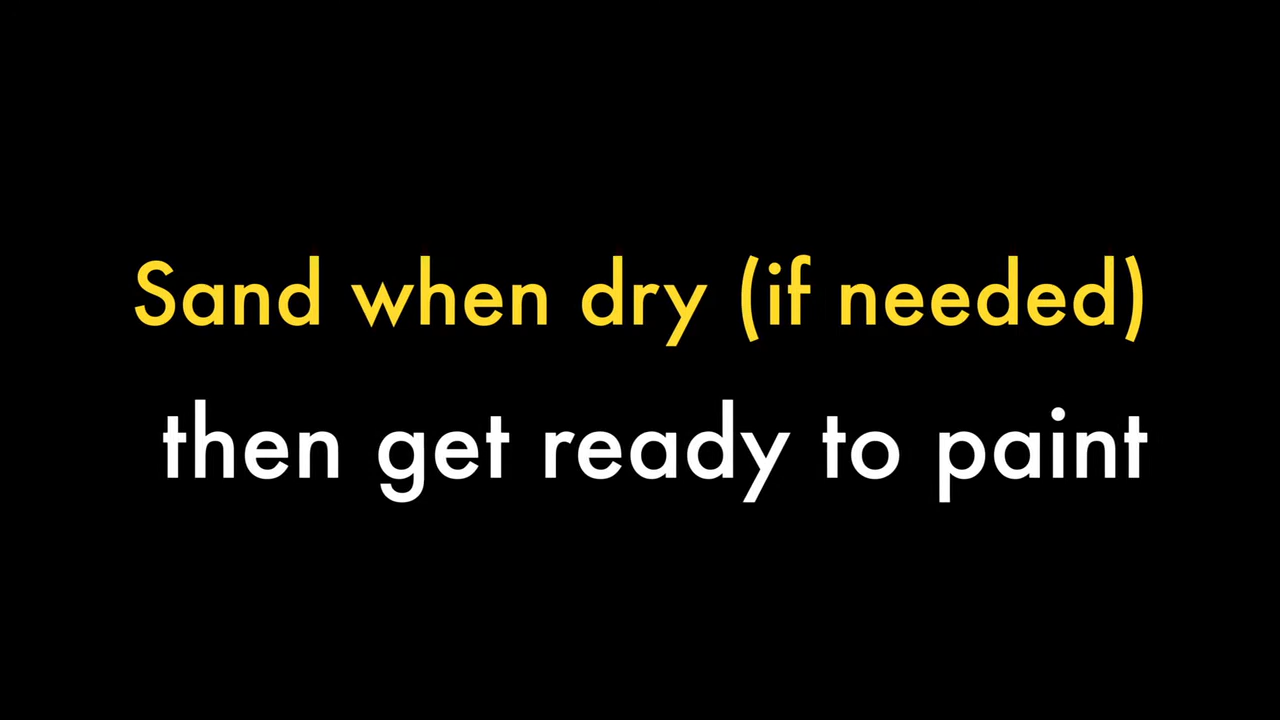 Sand when dry (if needed)
then get ready to paint